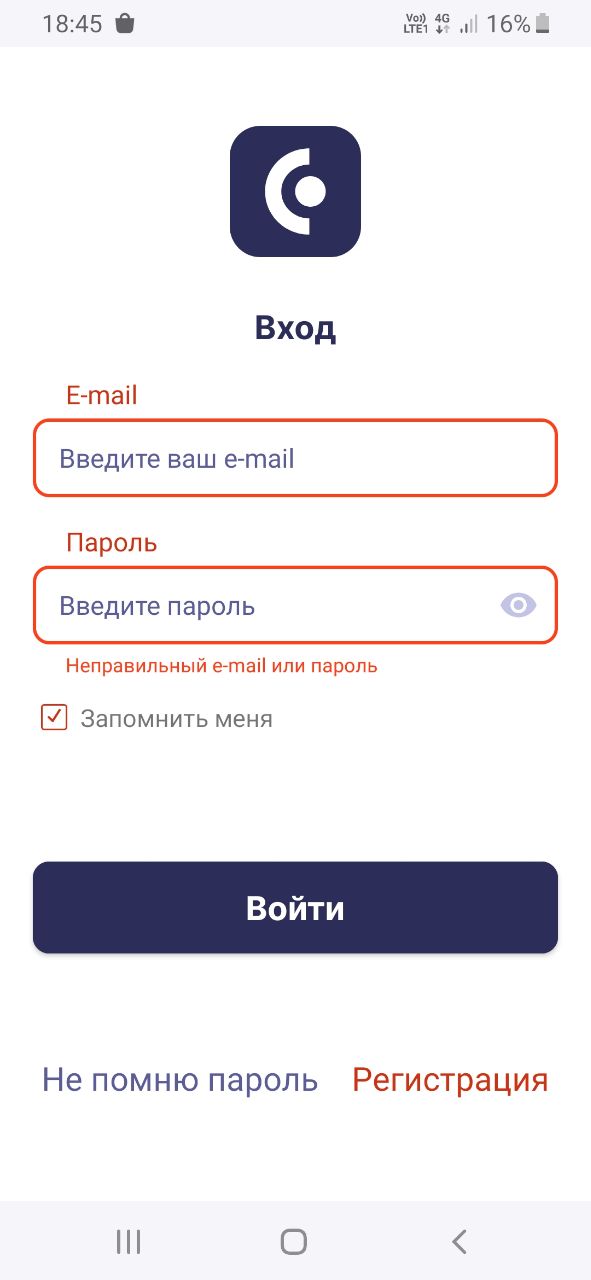 18:45 Vo)) LTE1 4G 16%
Вход
E-mail
Введите ваш e-mail
Пароль
Введите пароль
Неправильный e-mail или пароль
Запомнить меня
Войти
Не помню пароль Регистрация